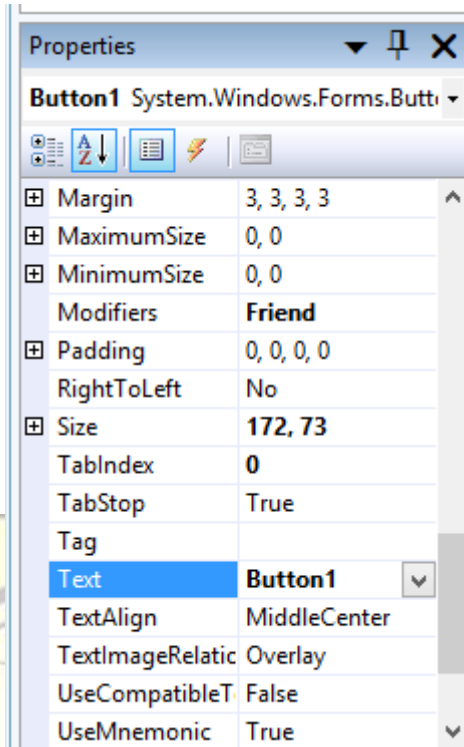 Properties
Button1 System.Windows.Forms.Butt
Margin 3, 3, 3, 3
MaximumSize 0, 0
MinimumSize 0, 0
Modifiers Friend
Padding 0, 0, 0, 0
RightToLeft No
Size 172, 73
TabIndex 0
TabStop True
Tag
Text Button1
TextAlign MiddleCenter
TextImageRelatic Overlay
UseCompatibleT False
UseMnemonic True